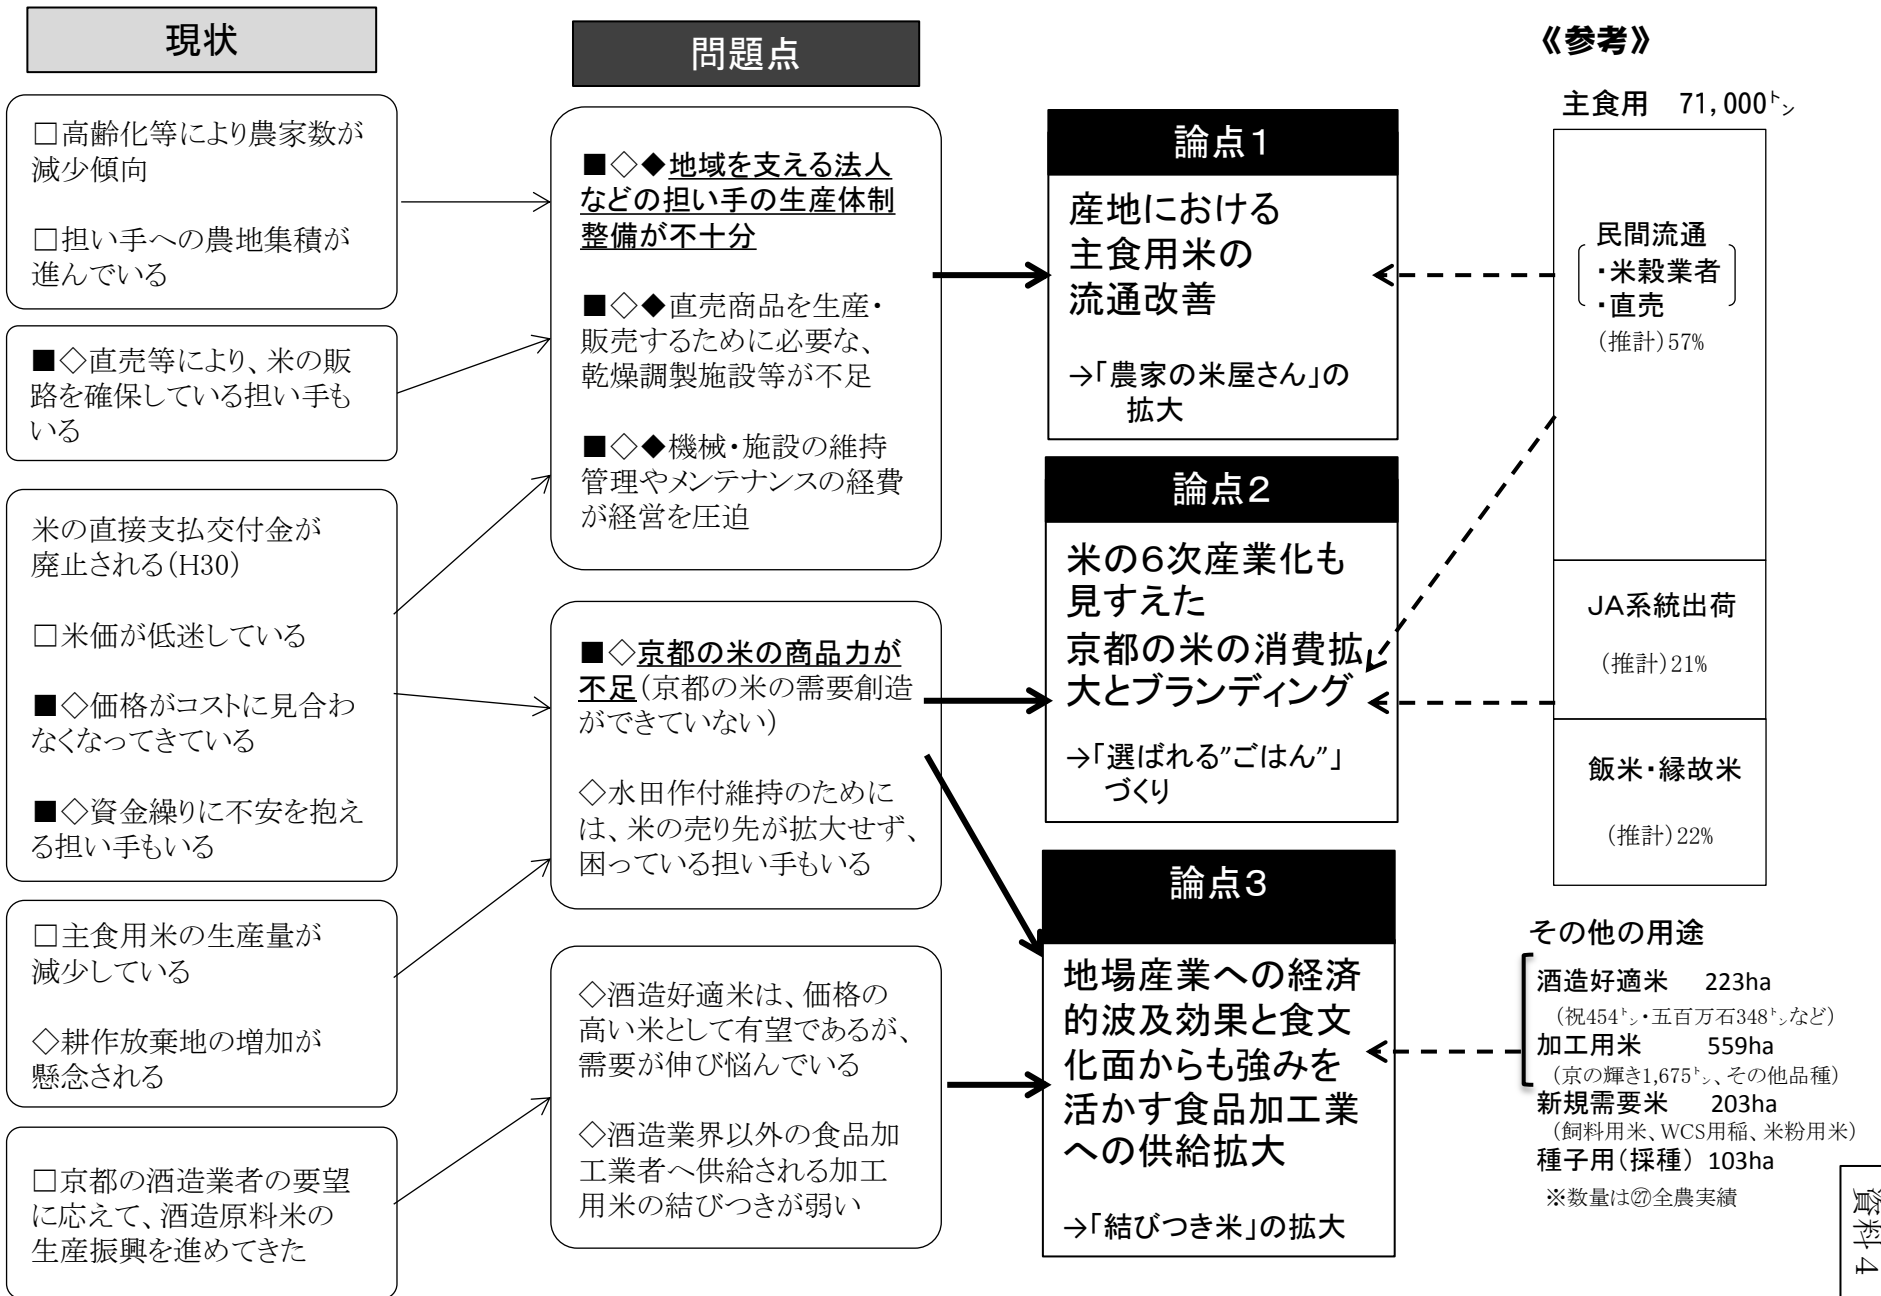 現状
□高齢化等により農家数が
減少傾向
□担い手への農地集積が
進んでいる
■◇直売等により、米の販
路を確保している担い手も
いる
米の直接支払交付金が
廃止される(H30)
□米価が低迷している
■◇価格がコストに見合わ
なくなってきている
■◇資金繰りに不安を抱え
る担い手もいる
□主食用米の生産量が
減少している
◇耕作放棄地の増加が
懸念される
□京都の酒造業者の要望
に応えて、酒造原料米の
生産振興を進めてきた
問題点
■◇◆地域を支える法人
などの担い手の生産体制
整備が不十分
■◇◆直売商品を生産・
販売するために必要な、
乾燥調製施設等が不足
■◇◆機械・施設の維持
管理やメンテナンスの経費
が経営を圧迫
■◇京都の米の商品力が
不足(京都の米の需要創造
ができていない)
◇水田作付維持のために
は、米の売り先が拡大せず、
困っている担い手もいる
◇酒造好適米は、価格の
高い米として有望であるが、
需要が伸び悩んでいる
◇酒造業界以外の食品加
工業者へ供給される加工
用米の結びつきが弱い
論点1
産地における
主食用米の
流通改善
→「農家の米屋さん」の
拡大
論点2
米の6次産業化も
見すえた
京都の米の消費拡
大とブランディング
→「選ばれる”ごはん”」
づくり
論点3
地場産業への経済
的波及効果と食文
化面からも強みを
活かす食品加工業
への供給拡大
→「結びつき米」の拡大
《参考》
主食用 71,000㌧
民間流通
・米穀業者
・直売
(推計)57%
JA系統出荷
(推計)21%
飯米・縁故米
(推計)22%
その他の用途
酒造好適米 223ha
(祝454㌧・五百万石348㌧など)
加工用米 559ha
(京の輝き1,675㌧、その他品種)
新規需要米 203ha
(飼料用米、WCS用稲、米粉用米)
種子用(採種) 103ha
※数量は㉗全農実績
資料4